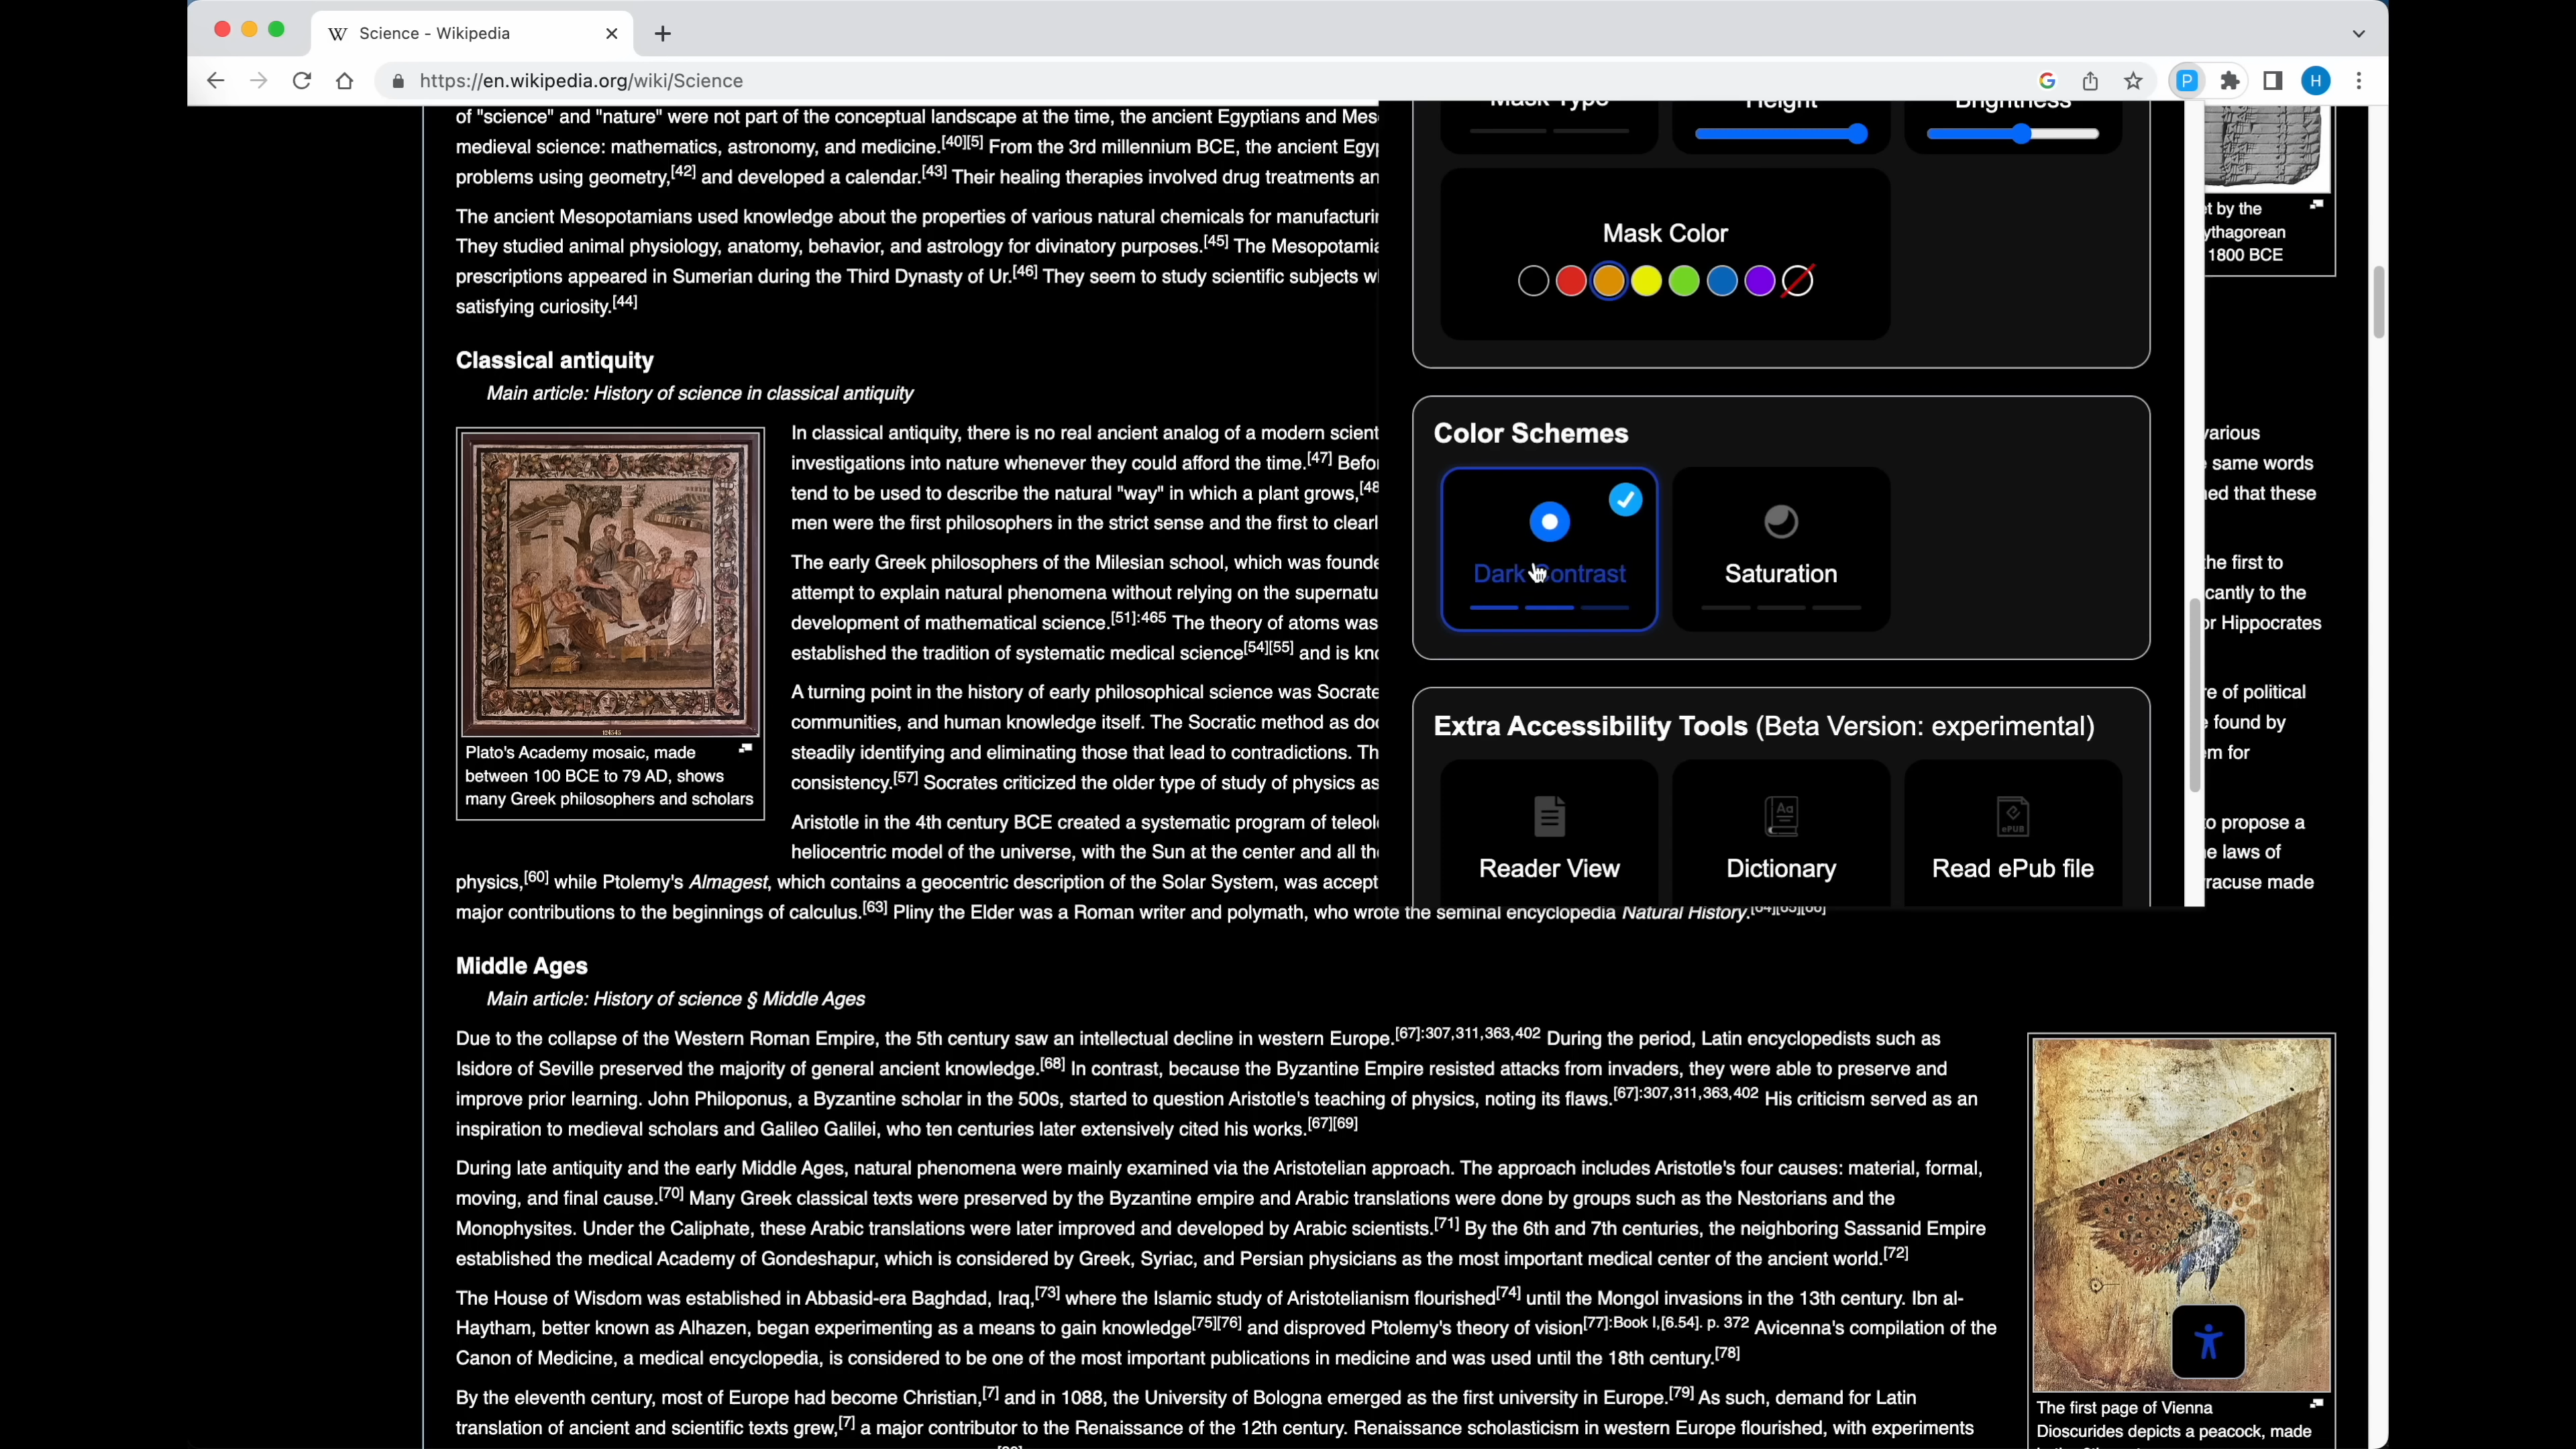 Science - Wikipedia
https://en.wikipedia.org/wiki/Science
P
H
of "science" and "nature" were not part of the conceptual landscape at the time, the ancient Egyptians and Mes
medieval science: mathematics, astronomy, and medicine.[40][5] From the 3rd millennium BCE, the ancient Egyp
problems using geometry,[42] and developed a calendar.[43] Their healing therapies involved drug treatments an
The ancient Mesopotamians used knowledge about the properties of various natural chemicals for manufacturin
They studied animal physiology, anatomy, behavior, and astrology for divinatory purposes.[45] The Mesopotamia
prescriptions appeared in Sumerian during the Third Dynasty of Ur.[46] They seem to study scientific subjects w
satisfying curiosity.[44]
Classical antiquity
Main article: History of science in classical antiquity
In classical antiquity, there is no real ancient analog of a modern scient
investigations into nature whenever they could afford the time.[47] Befor
tend to be used to describe the natural "way" in which a plant grows,[48
men were the first philosophers in the strict sense and the first to clearl
The early Greek philosophers of the Milesian school, which was founde
attempt to explain natural phenomena without relying on the supernatu
development of mathematical science.[51]:465 The theory of atoms was
established the tradition of systematic medical science[54][55] and is kno
A turning point in the history of early philosophical science was Socrate
communities, and human knowledge itself. The Socratic method as doc
steadily identifying and eliminating those that lead to contradictions. Th
consistency.[57] Socrates criticized the older type of study of physics as
Aristotle in the 4th century BCE created a systematic program of teleol
heliocentric model of the universe, with the Sun at the center and all the
physics,[60] while Ptolemy's Almagest, which contains a geocentric description of the Solar System, was accept
major contributions to the beginnings of calculus.[63] Pliny the Elder was a Roman writer and polymath, who wrote the seminal encyclopedia Natural History.[64][65][66]
124545
Plato's Academy mosaic, made
between 100 BCE to 79 AD, shows
many Greek philosophers and scholars
Mask Type
Height
Brightness
Mask Color
Color Schemes
Dark Contrast
Saturation
Extra Accessibility Tools (Beta Version: experimental)
Reader View
Aa
Dictionary
ePUB
Read ePub file
et by the
ythagorean
1800 BCE
various
same words
ned that these
the first to
cantly to the
or Hippocrates
re of political
found by
em for
to propose a
e laws of
racuse made
Middle Ages
Main article: History of science § Middle Ages
Due to the collapse of the Western Roman Empire, the 5th century saw an intellectual decline in western Europe.[67]:307,311,363,402 During the period, Latin encyclopedists such as
Isidore of Seville preserved the majority of general ancient knowledge.[68] In contrast, because the Byzantine Empire resisted attacks from invaders, they were able to preserve and
improve prior learning. John Philoponus, a Byzantine scholar in the 500s, started to question Aristotle's teaching of physics, noting its flaws.[67]:307,311,363,402 His criticism served as an
inspiration to medieval scholars and Galileo Galilei, who ten centuries later extensively cited his works.[67][69]
During late antiquity and the early Middle Ages, natural phenomena were mainly examined via the Aristotelian approach. The approach includes Aristotle's four causes: material, formal,
moving, and final cause.[70] Many Greek classical texts were preserved by the Byzantine empire and Arabic translations were done by groups such as the Nestorians and the
Monophysites. Under the Caliphate, these Arabic translations were later improved and developed by Arabic scientists.[71] By the 6th and 7th centuries, the neighboring Sassanid Empire
established the medical Academy of Gondeshapur, which is considered by Greek, Syriac, and Persian physicians as the most important medical center of the ancient world.[72]
The House of Wisdom was established in Abbasid-era Baghdad, Iraq,[73] where the Islamic study of Aristotelianism flourished[74] until the Mongol invasions in the 13th century. Ibn al-
Haytham, better known as Alhazen, began experimenting as a means to gain knowledge[75][76] and disproved Ptolemy's theory of vision[77]:Book I,[6.54]. p. 372 Avicenna's compilation of the
Canon of Medicine, a medical encyclopedia, is considered to be one of the most important publications in medicine and was used until the 18th century.[78]
By the eleventh century, most of Europe had become Christian,[7] and in 1088, the University of Bologna emerged as the first university in Europe.[79] As such, demand for Latin
translation of ancient and scientific texts grew,[7] a major contributor to the Renaissance of the 12th century. Renaissance scholasticism in western Europe flourished, with experiments
The first page of Vienna
Dioscurides depicts a peacock, made